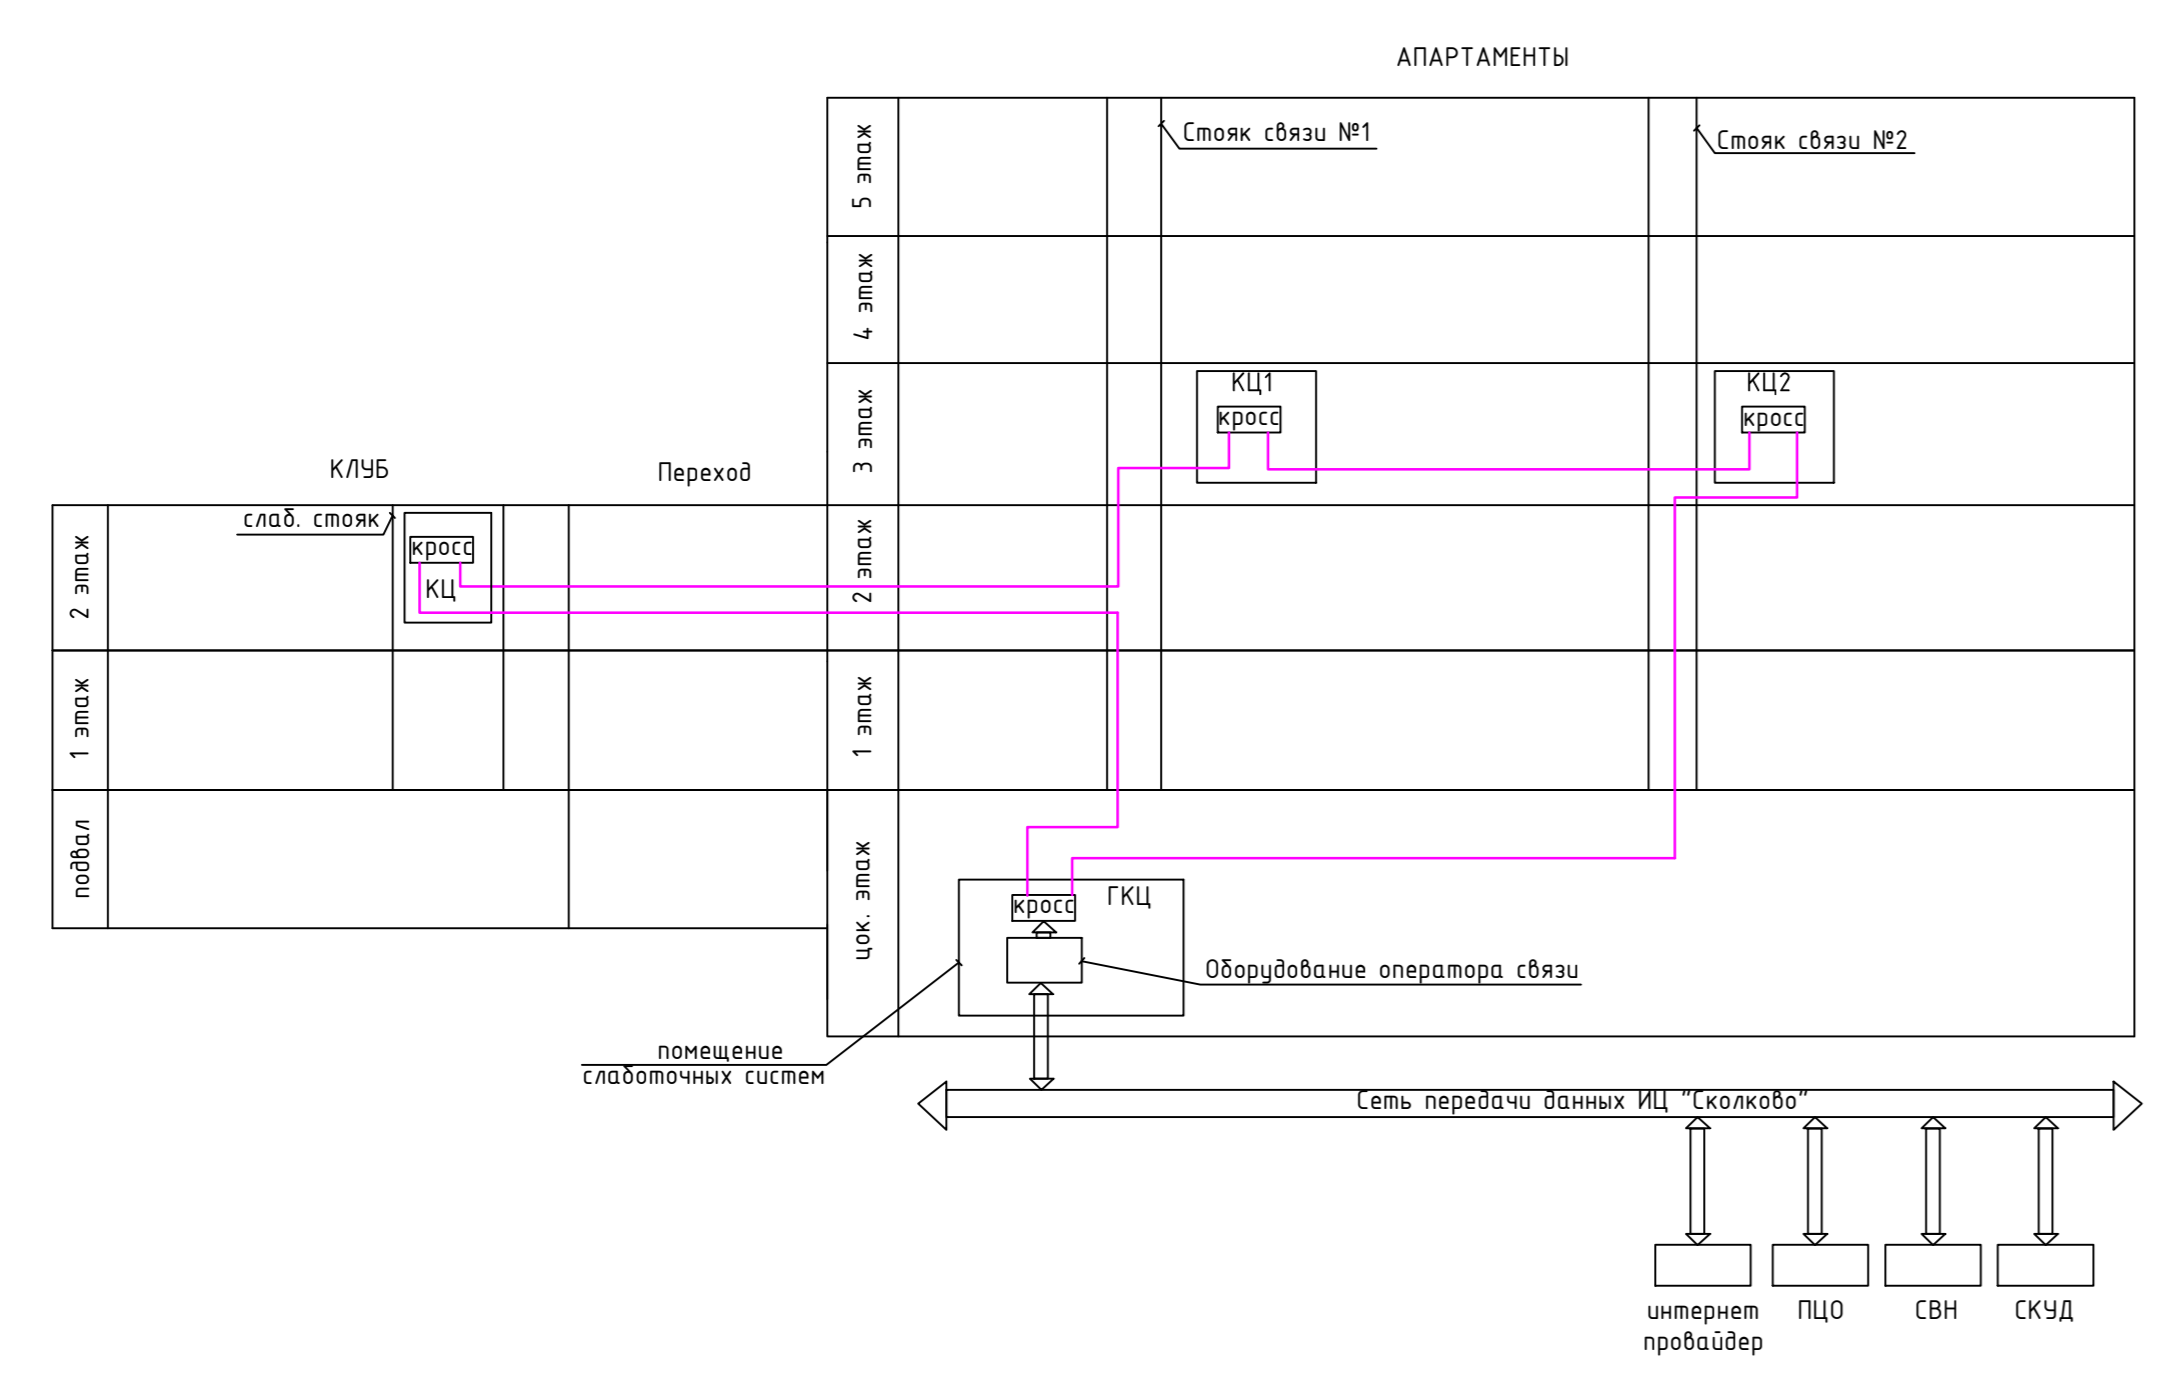 АПАРТАМЕНТЫ
5 этаж
Стояк связи №1
Стояк связи №2
4 этаж
3 этаж
КЦ1
кросс
КЦ2
кросс
КЛУБ
Переход
2 этаж
слаб. стояк
кросс
КЦ
2 этаж
1 этаж
1 этаж
подвал
цок. этаж
кросс
ГКЦ
Оборудование оператора связи
помещение
слаботочных систем
Сеть передачи данных ИЦ "Сколково"
интернет
провайдер
ПЦО
СВН
СКУД